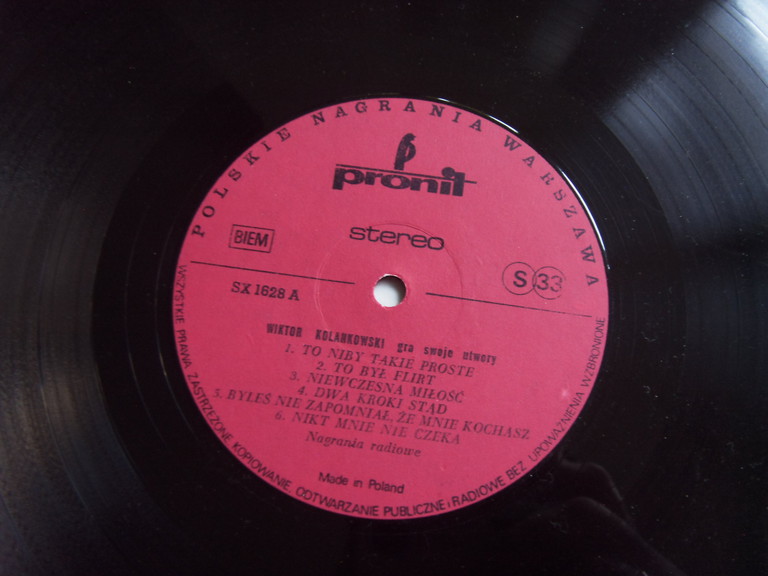 POLSKIE NAGRANIA WARSZAWA
pronit
stereo
BIEM
S 33
SX 1628 A
WIKTOR KOLANKOWSKI gra swoje utwory
1. TO NIBY TAKIE PROSTE
2. TO BYŁ FLIRT
3. NIEWCZESNA MIŁOŚĆ
4. DWA KROKI STĄD
5. BYLEŚ NIE ZAPOMNIAŁ, ŻE MNIE KOCHASZ
6. NIKT MNIE NIE CZEKA
Nagrania radiowe
Made in Poland
WSZYSTKIE PRAWA ZASTRZEŻONE KOPIOWANIE ODTWARZANIE PUBLICZNE I RADIOWE BEZ UPOWAŻNIENIA WZBRONIONE